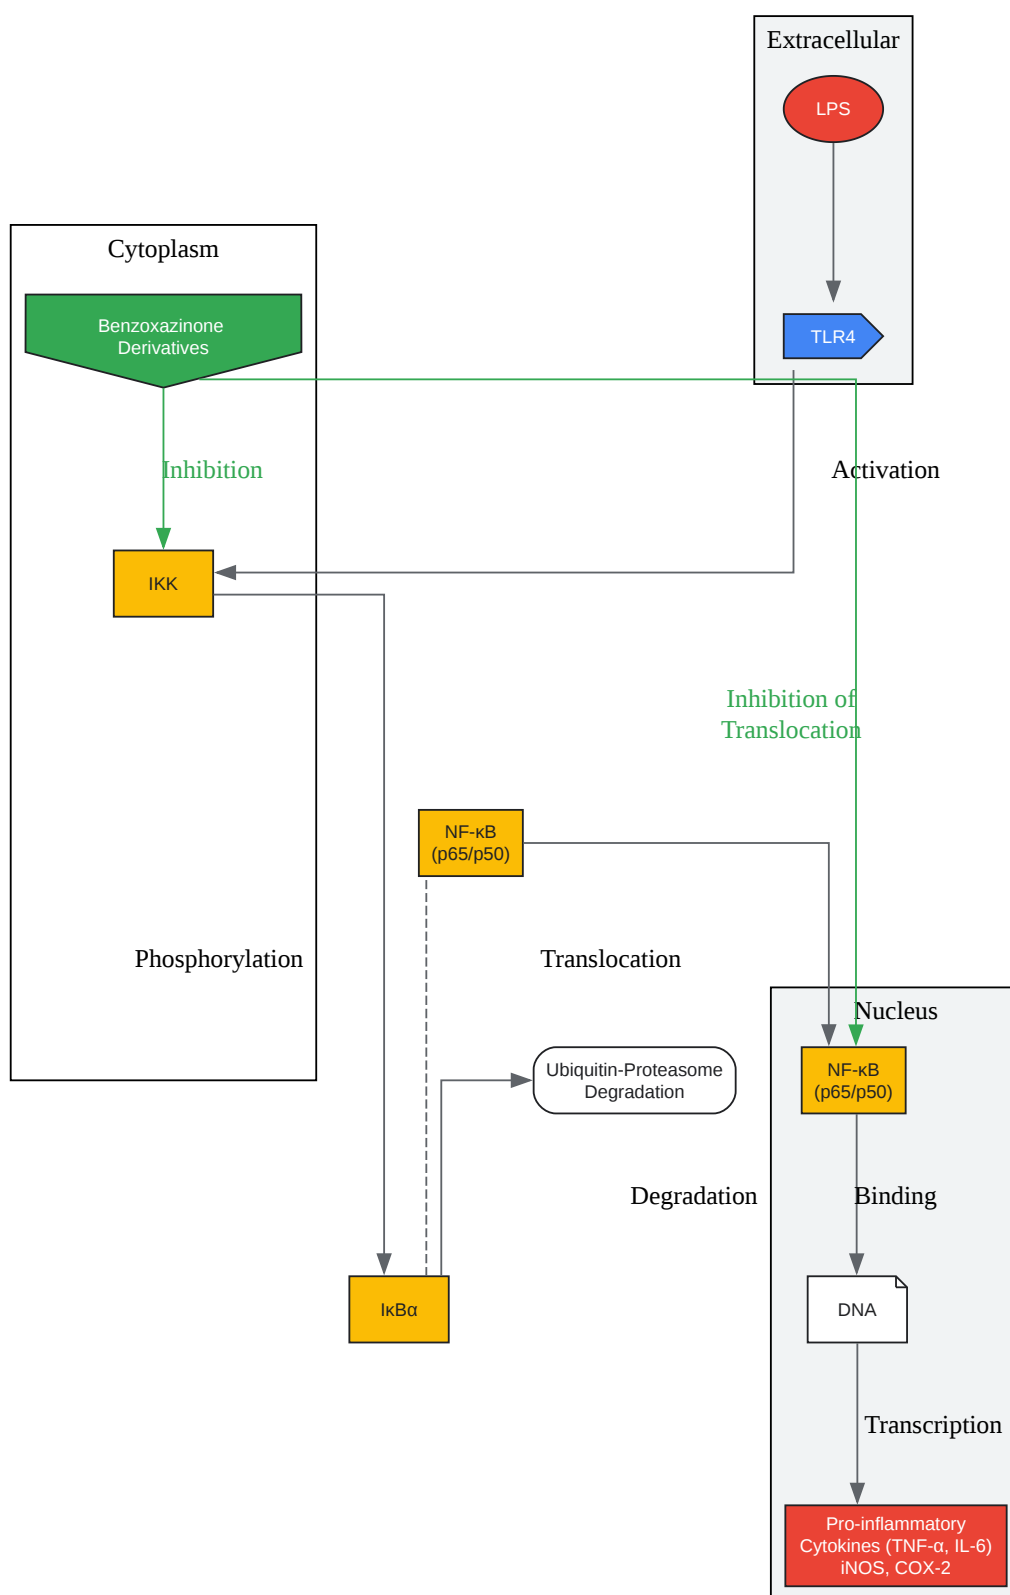 Extracellular
LPS
TLR4
Cytoplasm
Benzoxazinone
Derivatives
Inhibition
Activation
IKK
Inhibition of
Translocation
NF-κB
(p65/p50)
Phosphorylation
Translocation
Nucleus
Ubiquitin-Proteasome
Degradation
NF-κB
(p65/p50)
Degradation
Binding
IκBα
DNA
Transcription
Pro-inflammatory
Cytokines (TNF-α, IL-6)
iNOS, COX-2